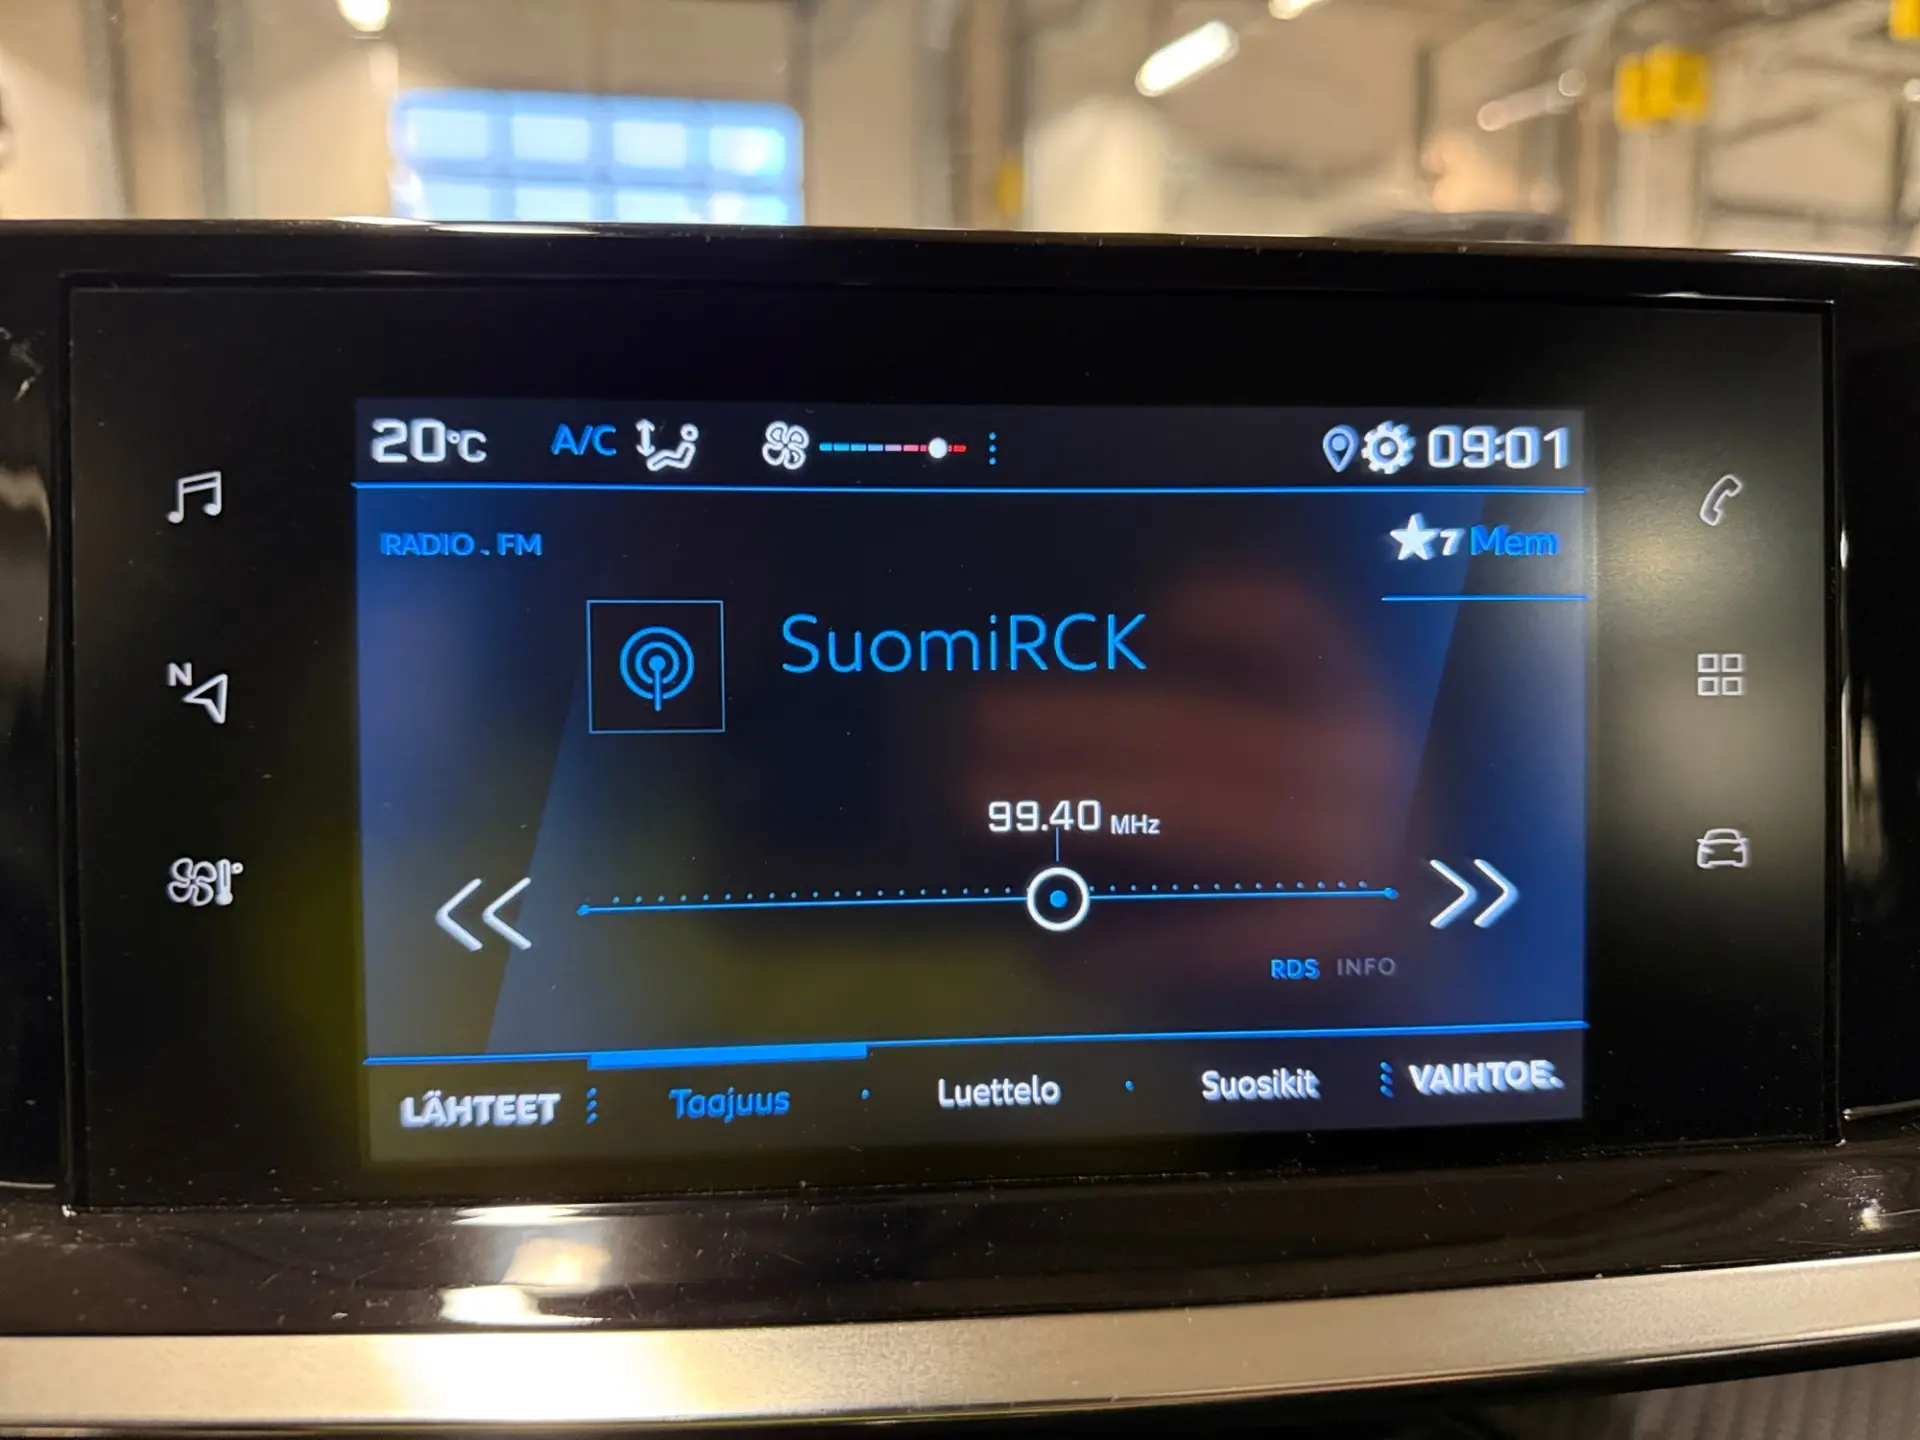 20°C A/C 09:01
RADIO . FM
7 Mem
SuomiRCK
N
99.40 MHz
RDS INFO
LÄHTEET Taajuus Luettelo Suosikit VAIHTOE.